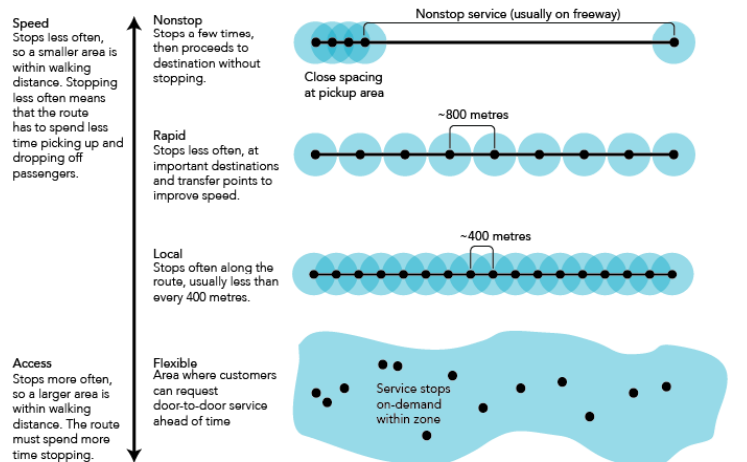 Speed
Stops less often,
so a smaller area is
within walking
distance. Stopping
less often means
that the route
has to spend less
time picking up and
dropping off
passengers.
Nonstop
Stops a few times,
then proceeds to
destination without
stopping.
Nonstop service (usually on freeway)
Close spacing
at pickup area
Rapid
Stops less often, at
important destinations
and transfer points to
improve speed.
~800 metres
Local
Stops often along the
route, usually less than
every 400 metres.
~400 metres
Access
Stops more often,
so a larger area is
within walking
distance. The route
must spend more
time stopping.
Flexible
Area where customers
can request
door-to-door service
ahead of time
Service stops
on-demand
within zone